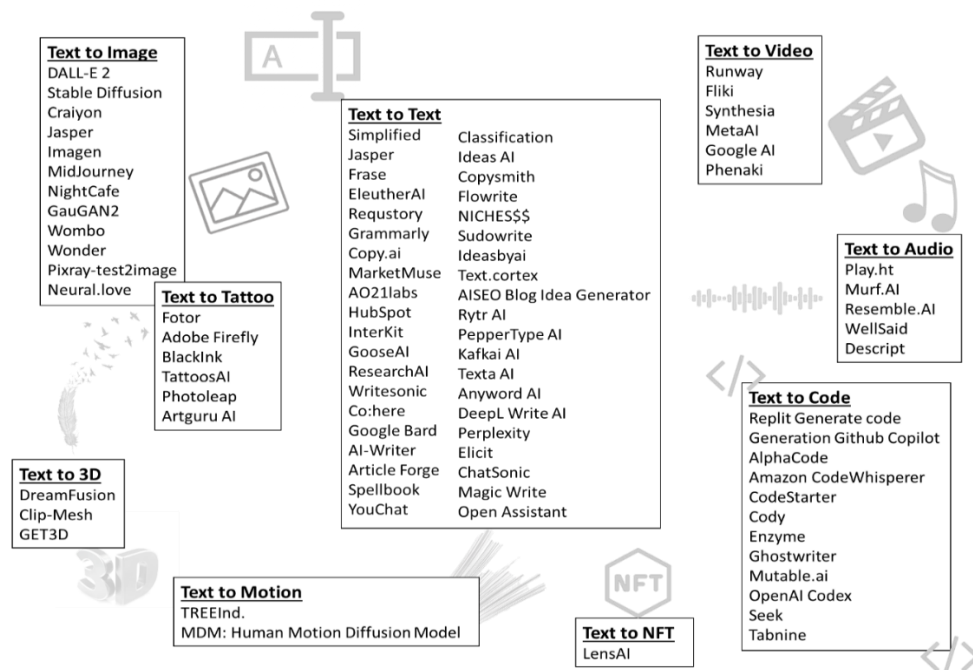 Text to Image
DALL-E 2
Stable Diffusion
Craiyon
Jasper
Imagen
MidJourney
NightCafe
GauGAN2
Wombo
Wonder
Pixray-test2image
Neural.love
A
Text to Text
Simplified
Jasper
Frase
EleutherAI
Requstory
Grammarly
Copy.ai
MarketMuse
AO21labs
HubSpot
InterKit
GooseAI
ResearchAI
Writesonic
Co:here
Google Bard
AI-Writer
Article Forge
Spellbook
YouChat
Classification
Ideas AI
Copysmith
Flowrite
NICHES$$
Sudowrite
Ideasbyai
Text.cortex
AISEO Blog Idea Generator
Rytr AI
PepperType AI
Kafkai AI
Texta AI
Anyword AI
DeepL Write AI
Perplexity
Elicit
ChatSonic
Magic Write
Open Assistant
Text to Video
Runway
Fliki
Synthesia
MetaAI
Google AI
Phenaki
Text to Audio
Play.ht
Murf.AI
Resemble.AI
WellSaid
Descript
Text to Tattoo
Fotor
Adobe Firefly
BlackInk
TattoosAI
Photoleap
Artguru AI
</>
Text to Code
Replit Generate code
Generation Github Copilot
AlphaCode
Amazon CodeWhisperer
CodeStarter
Cody
Enzyme
Ghostwriter
Mutable.ai
OpenAI Codex
Seek
Tabnine
</>
Text to 3D
DreamFusion
Clip-Mesh
GET3D
3D
Text to Motion
TREEInd.
MDM: Human Motion Diffusion Model
NFT
Text to NFT
LensAI